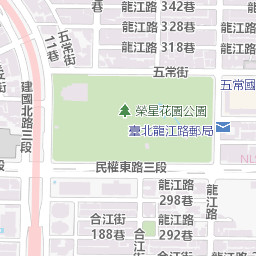 龍江路 342巷
龍江路 328巷
龍江路 318巷
五常街
11巷
五常街
五常國
建國北路三段
榮星花園公園
臺北龍江路郵局
民權東路三段
龍江路
298巷
龍江路
292巷
合江街
188巷
合江街